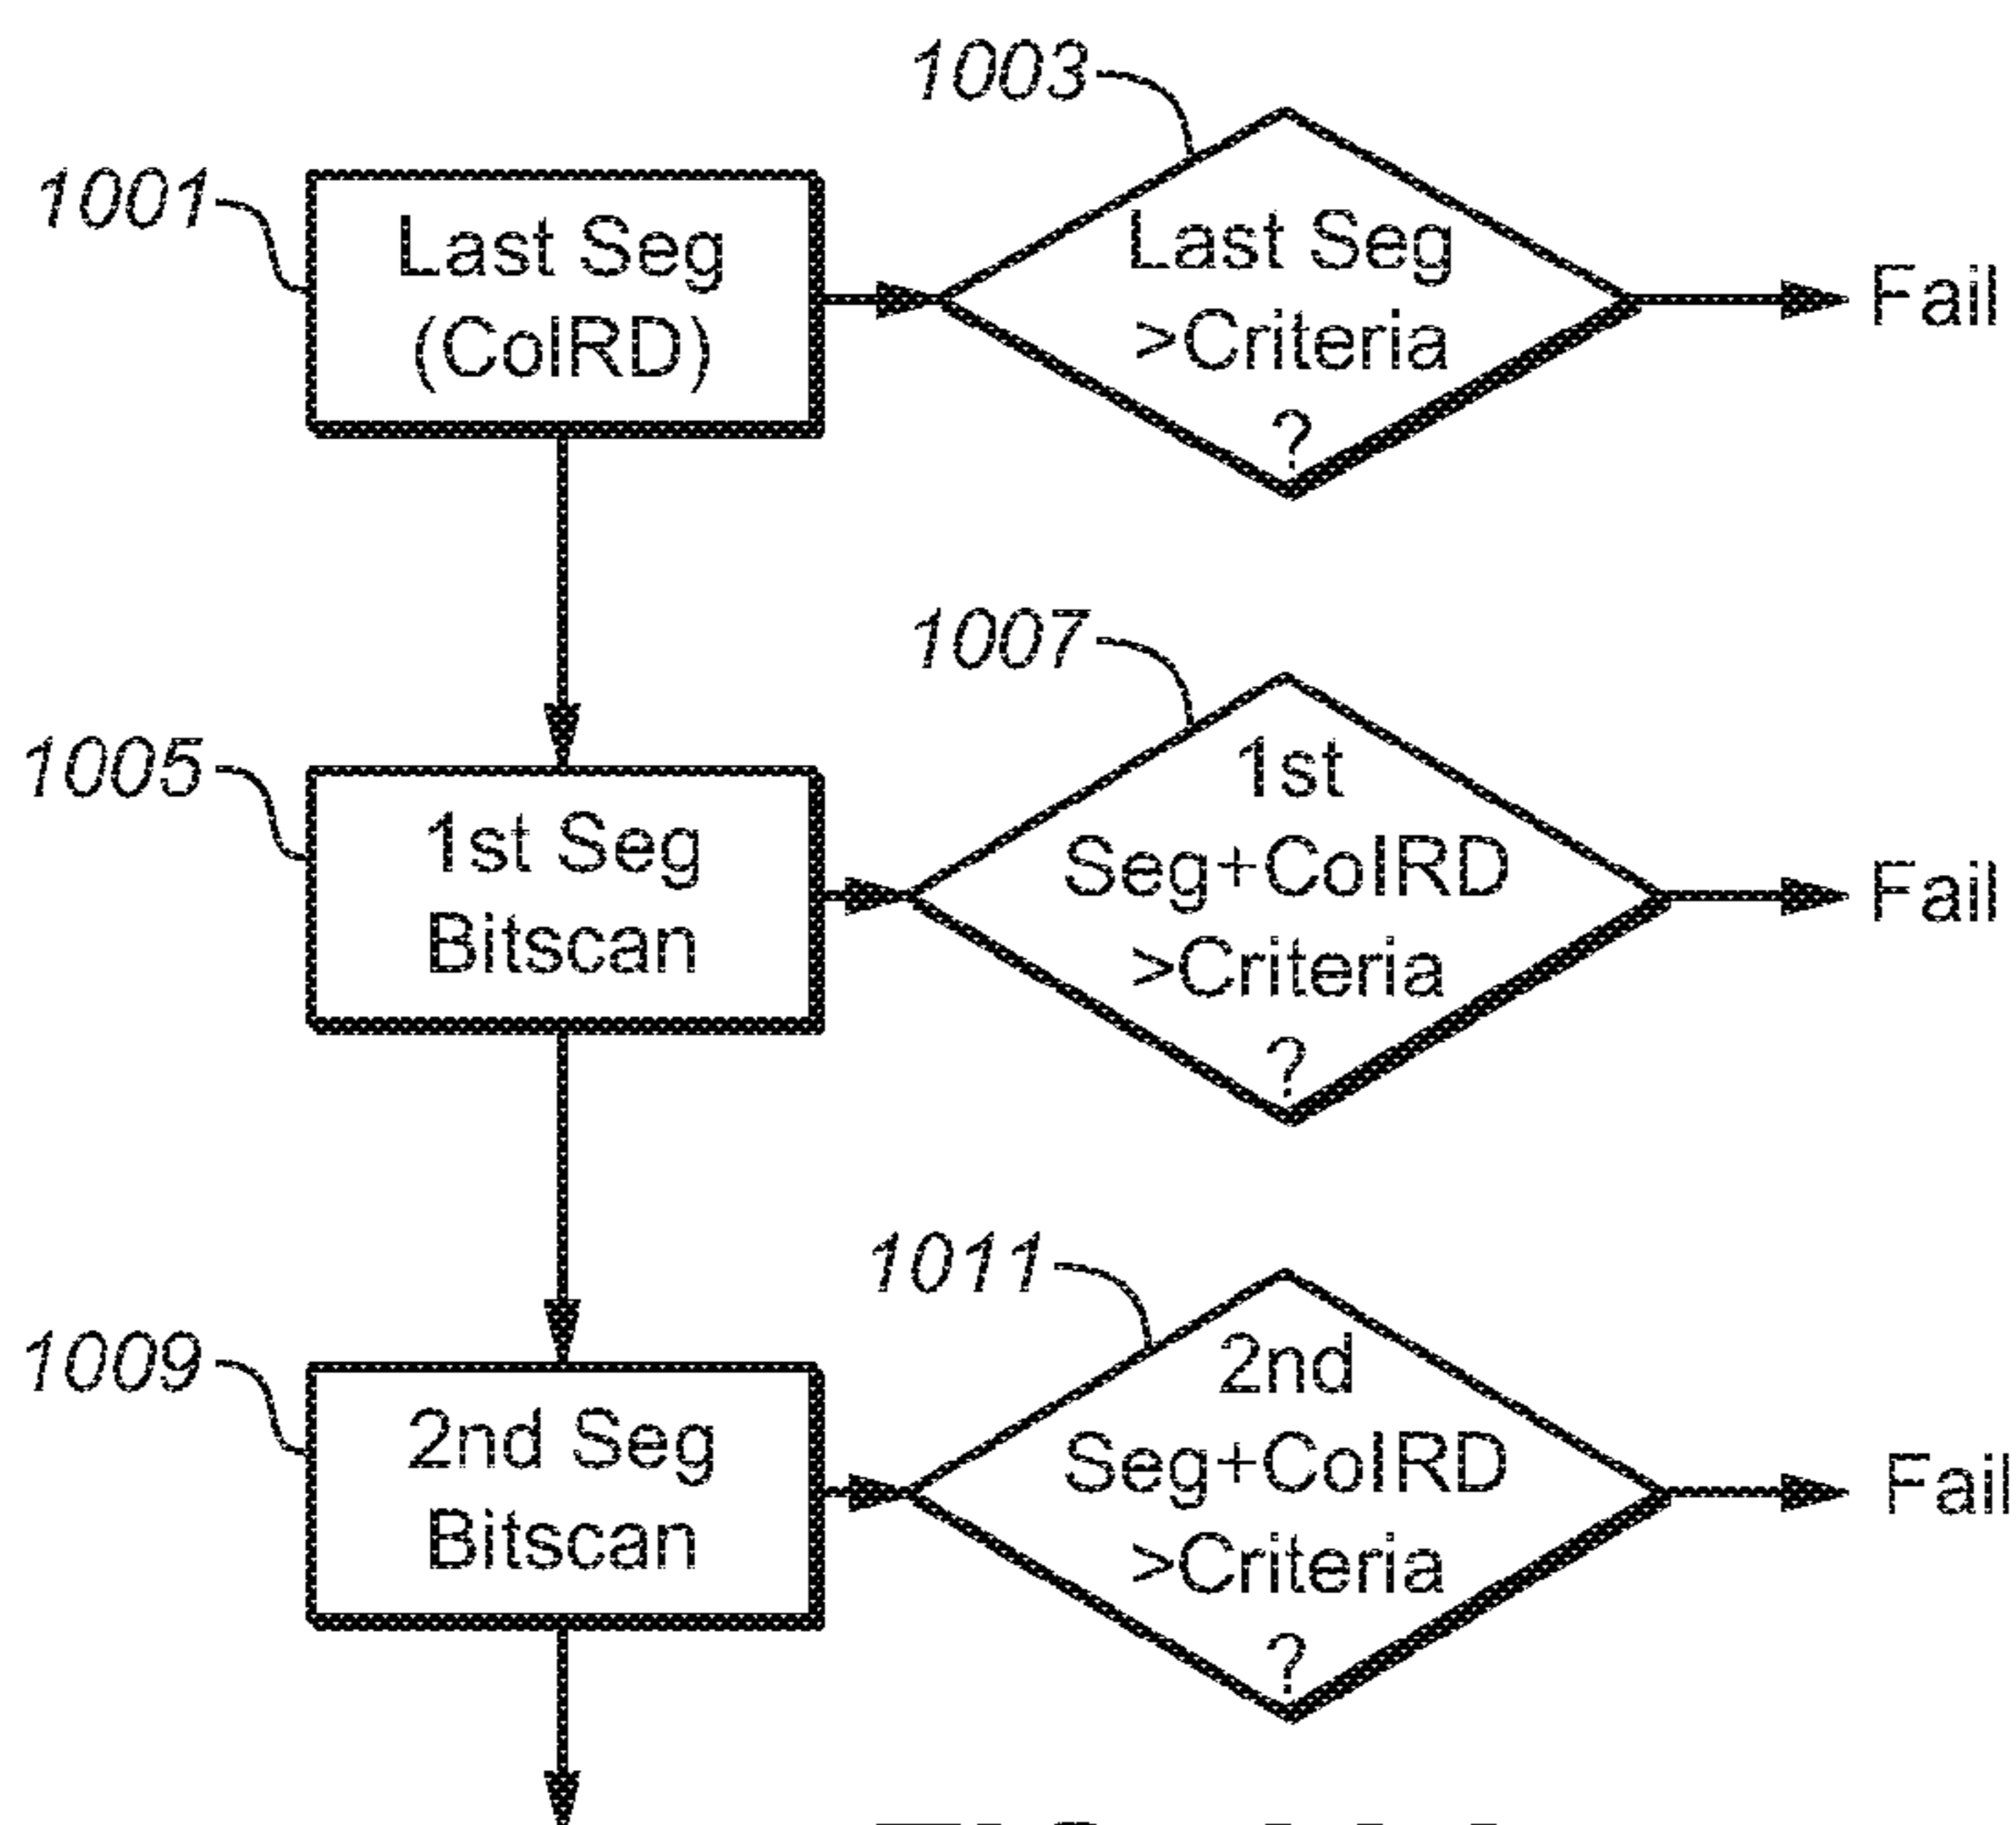 1003
1001
Last Seg
(ColRD)
Last Seg
>Criteria
?
Fail
1007
1005
1st Seg
Bitscan
1st
Seg+ColRD
>Criteria
?
Fail
1011
1009
2nd Seg
Bitscan
2nd
Seg+ColRD
>Criteria
?
Fail